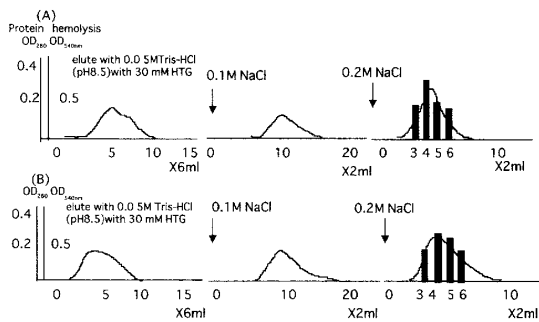 (A)
Protein hemolysis
OD280 OD540nm
elute with 0.0 5MTris-HCl
(pH8.5)with 30 mM HTG
0.1M NaCl
0.2M NaCl
0.4
0.2
0.5
0 5 10 15
X6ml
0 10 20
X2ml
0 3 4 5 6 10
X2ml
(B)
OD280 OD540nm
elute with 0.0 5M Tris-HCl
(pH8.5)with 30 mM HTG
0.1M NaCl
0.2M NaCl
0.4
0.2
0.5
0 5 10 15
X6ml
0 10 20
X2ml
0 3 4 5 6 10
X2ml